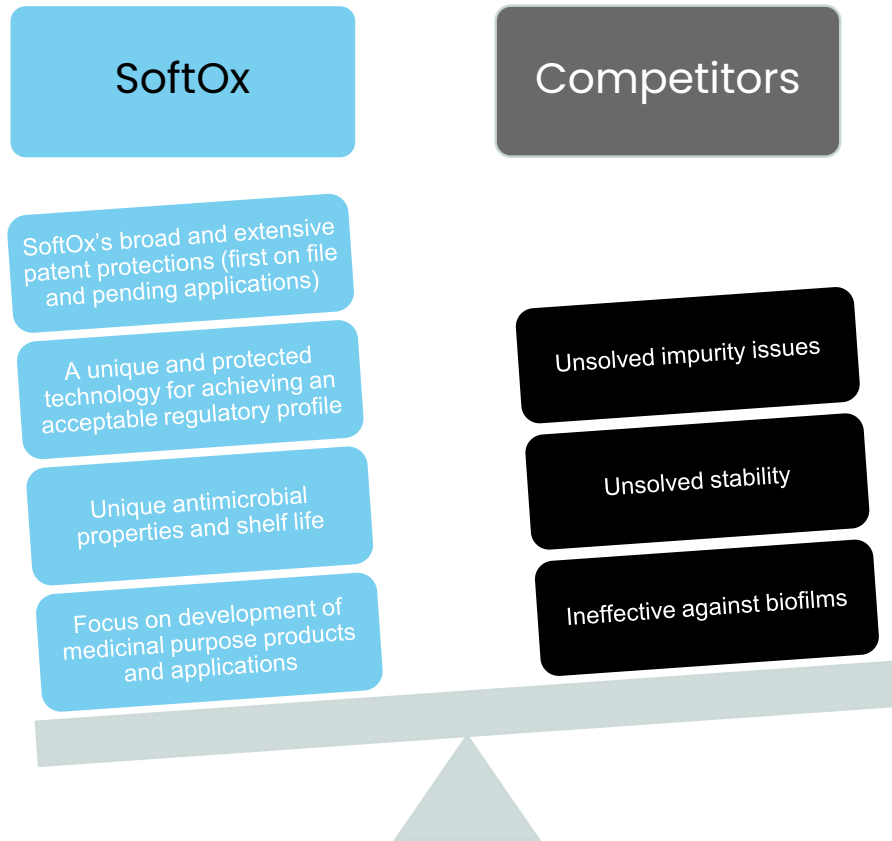 SoftOx
Competitors
SoftOx’s broad and extensive
patent protections (first on file
and pending applications)
A unique and protected
technology for achieving an
acceptable regulatory profile
Unique antimicrobial
properties and shelf life
Focus on development of
medicinal purpose products
and applications
Unsolved impurity issues
Unsolved stability
Ineffective against biofilms